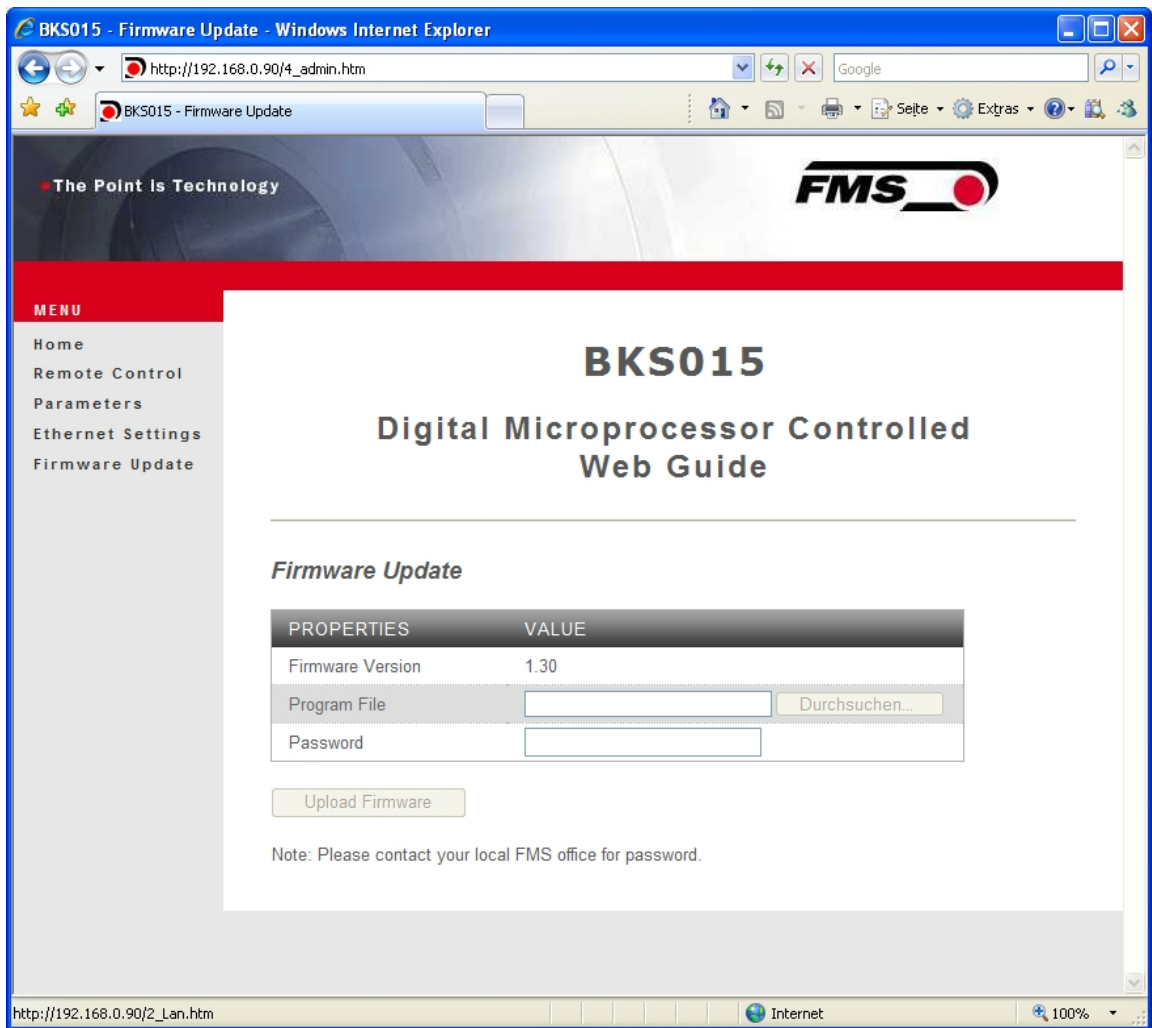 BKS015 - Firmware Update - Windows Internet Explorer
http://192.168.0.90/4_admin.htm
Google
BKS015 - Firmware Update
Seite
Extras
The Point is Technology
FMS
MENU
Home
Remote Control
Parameters
Ethernet Settings
Firmware Update
BKS015
Digital Microprocessor Controlled
Web Guide
Firmware Update
PROPERTIES VALUE
Firmware Version 1.30
Program File Durchsuchen...
Password
Upload Firmware
Note: Please contact your local FMS office for password.
http://192.168.0.90/2_Lan.htm
Internet
100%